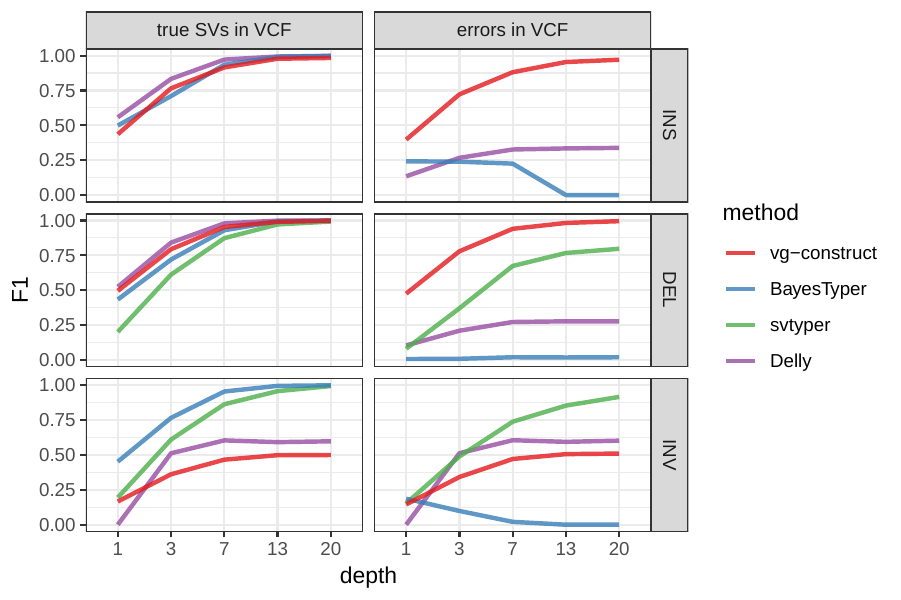 true SVs in VCF
errors in VCF
1.00
0.75
0.50
0.25
0.00
INS
1.00
0.75
0.50
0.25
0.00
DEL
1.00
0.75
0.50
0.25
0.00
INV
F1
1 3 7 13 20
1 3 7 13 20
depth
method
vg−construct
BayesTyper
svtyper
Delly